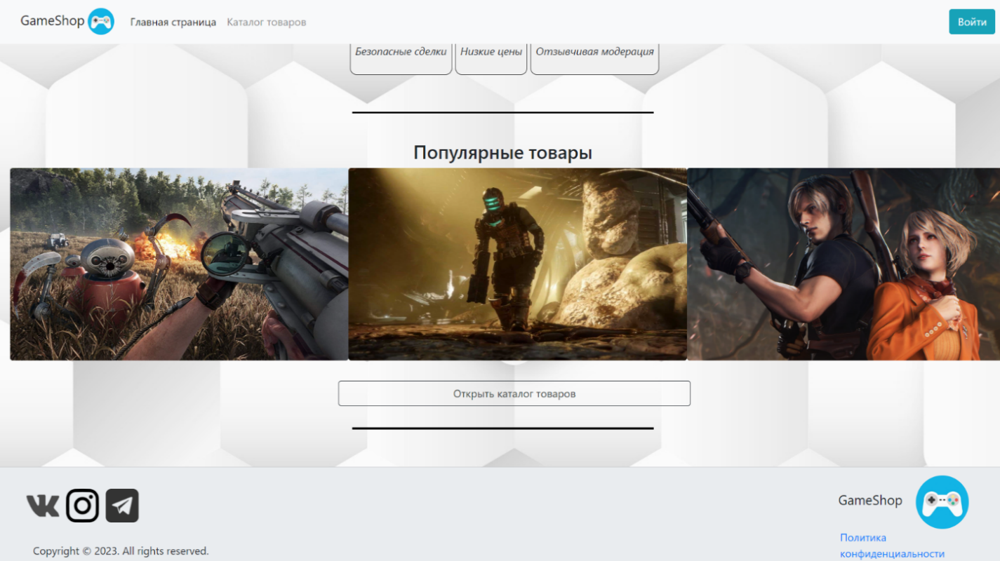 GameShop
Главная страница
Каталог товаров
Войти
Безопасные сделки
Низкие цены
Отзывчивая модерация
Популярные товары
Открыть каталог товаров
GameShop
Политика
конфиденциальности
Copyright © 2023. All rights reserved.